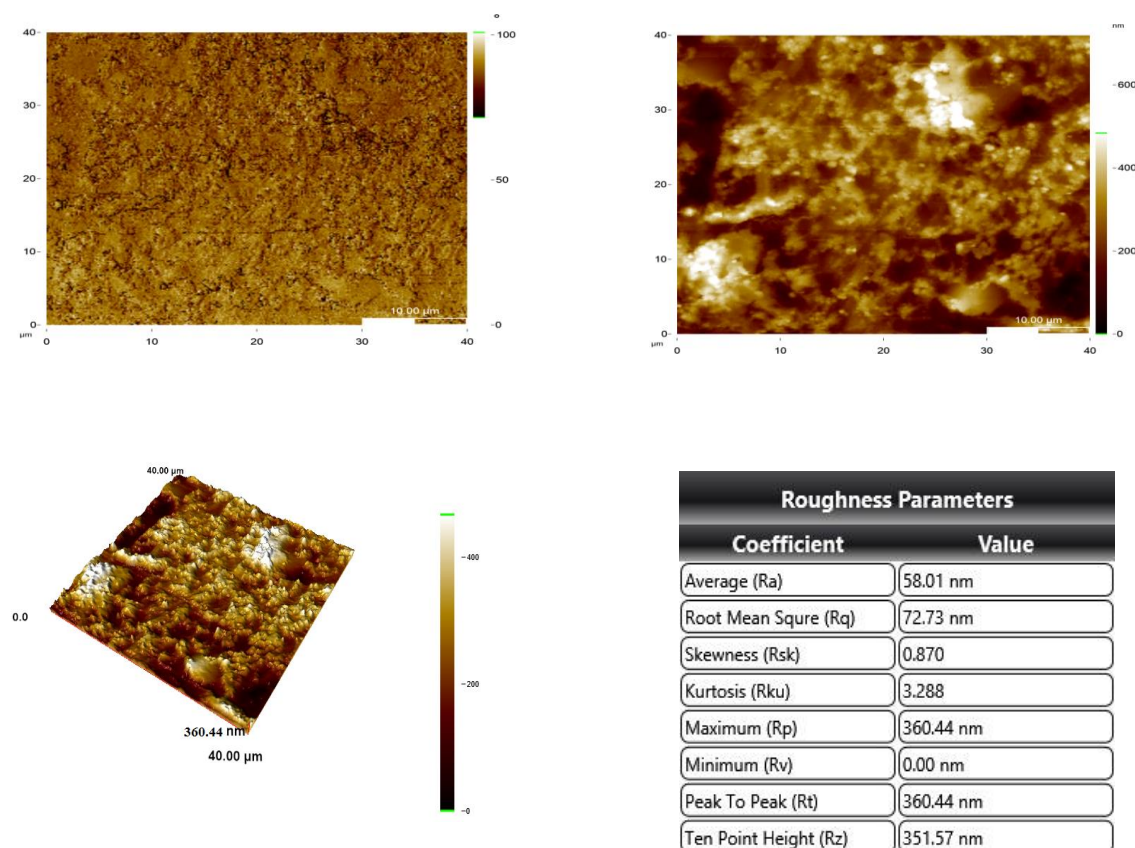 °
40
30
20
10
0
µm
0
10
20
30
40
100
50
0
10.00 µm
nm
40
30
20
10
0
µm
0
10
20
30
40
600
400
200
0
10.00 µm
40.00 µm
0.0
360.44 nm
40.00 µm
400
200
0
Roughness Parameters
Coefficient Value
Average (Ra) 58.01 nm
Root Mean Squre (Rq) 72.73 nm
Skewness (Rsk) 0.870
Kurtosis (Rku) 3.288
Maximum (Rp) 360.44 nm
Minimum (Rv) 0.00 nm
Peak To Peak (Rt) 360.44 nm
Ten Point Height (Rz) 351.57 nm